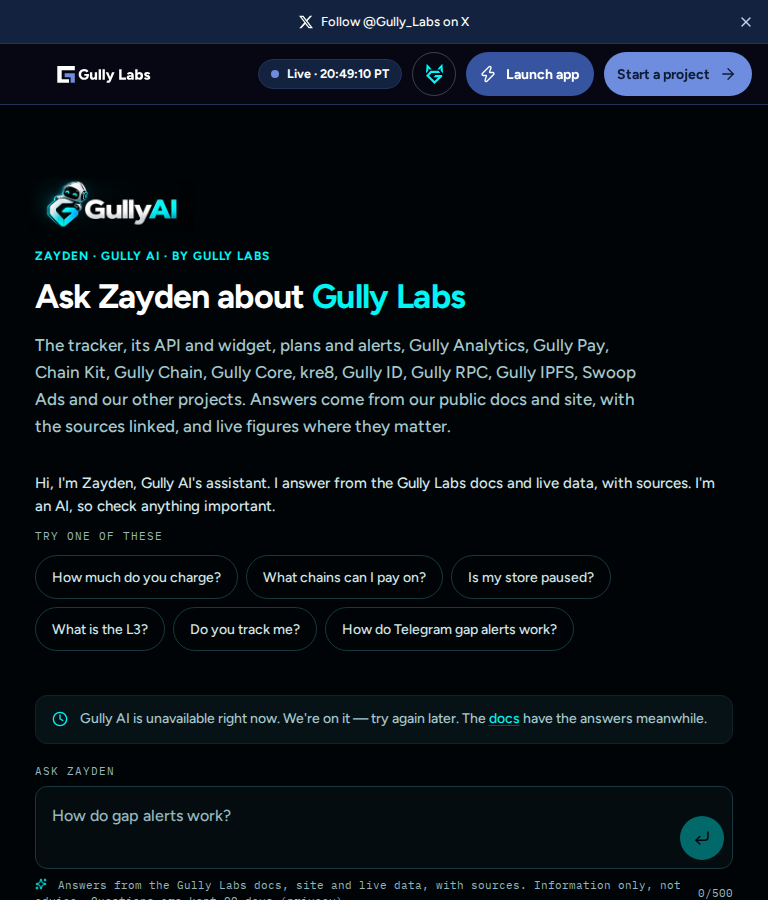 Follow @Gully_Labs on X
Gully Labs
Live · 20:49:10 PT
Launch app
Start a project
GullyAI
ZAYDEN · GULLY AI · BY GULLY LABS
Ask Zayden about Gully Labs
The tracker, its API and widget, plans and alerts, Gully Analytics, Gully Pay,
Chain Kit, Gully Chain, Gully Core, kre8, Gully ID, Gully RPC, Gully IPFS, Swoop
Ads and our other projects. Answers come from our public docs and site, with
the sources linked, and live figures where they matter.
Hi, I'm Zayden, Gully AI's assistant. I answer from the Gully Labs docs and live data, with sources. I'm
an AI, so check anything important.
TRY ONE OF THESE
How much do you charge?
What chains can I pay on?
Is my store paused?
What is the L3?
Do you track me?
How do Telegram gap alerts work?
Gully AI is unavailable right now. We're on it — try again later. The docs have the answers meanwhile.
ASK ZAYDEN
How do gap alerts work?
Answers from the Gully Labs docs, site and live data, with sources. Information only, not
0/500